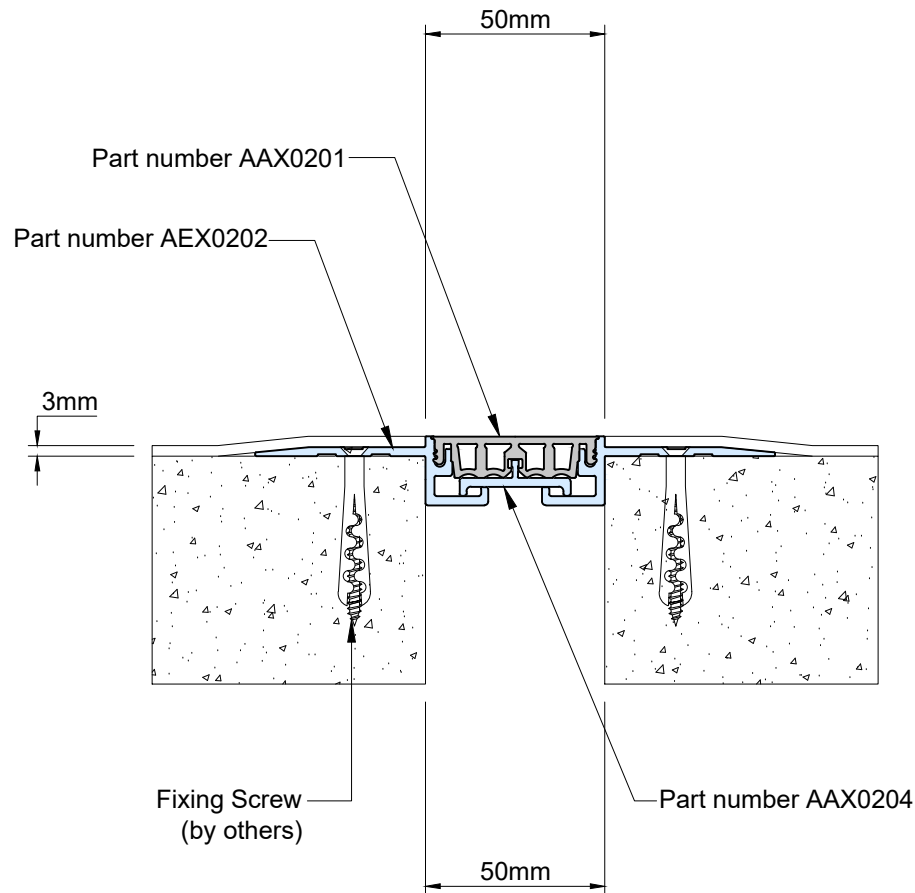 50mm
Part number AAX0201
Part number AEX0202
3mm
Fixing Screw
(by others)
Part number AAX0204
50mm